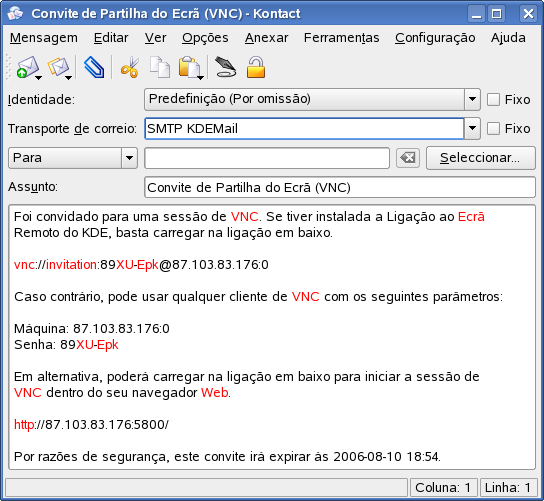 Convite de Partilha do Ecrã (VNC) - Kontact
Mensagem Editar Ver Opções Anexar Ferramentas Configuração Ajuda
Identidade: Predefinição (Por omissão) Fixo
Transporte de correio: SMTP KDEMail Fixo
Para Seleccionar...
Assunto: Convite de Partilha do Ecrã (VNC)
Foi convidado para uma sessão de VNC. Se tiver instalada a Ligação ao Ecrã
Remoto do KDE, basta carregar na ligação em baixo.
vnc://invitation:89XU-Epk@87.103.83.176:0
Caso contrário, pode usar qualquer cliente de VNC com os seguintes parâmetros:
Máquina: 87.103.83.176:0
Senha: 89XU-Epk
Em alternativa, poderá carregar na ligação em baixo para iniciar a sessão de
VNC dentro do seu navegador Web.
http://87.103.83.176:5800/
Por razões de segurança, este convite irá expirar às 2006-08-10 18:54.
Coluna: 1 Linha: 1